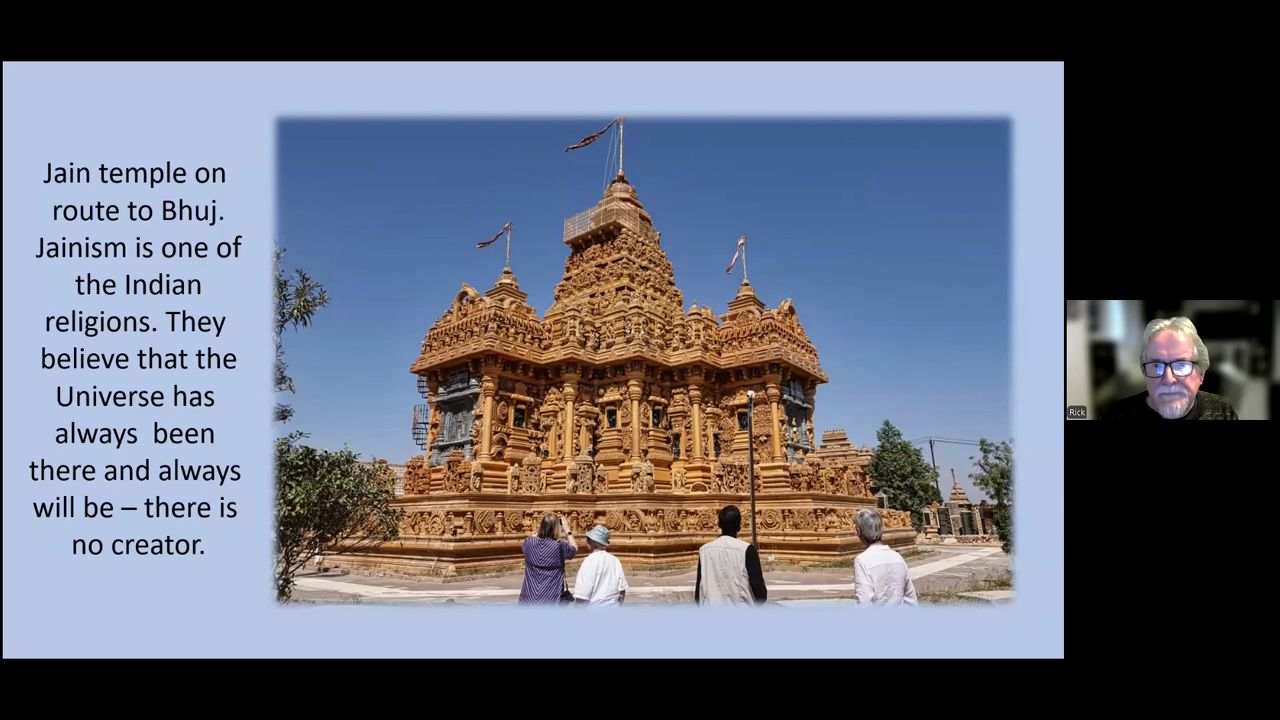 Jain temple on
route to Bhuj.
Jainism is one of
the Indian
religions. They
believe that the
Universe has
always  been
there and always
will be – there is
no creator.
Rick